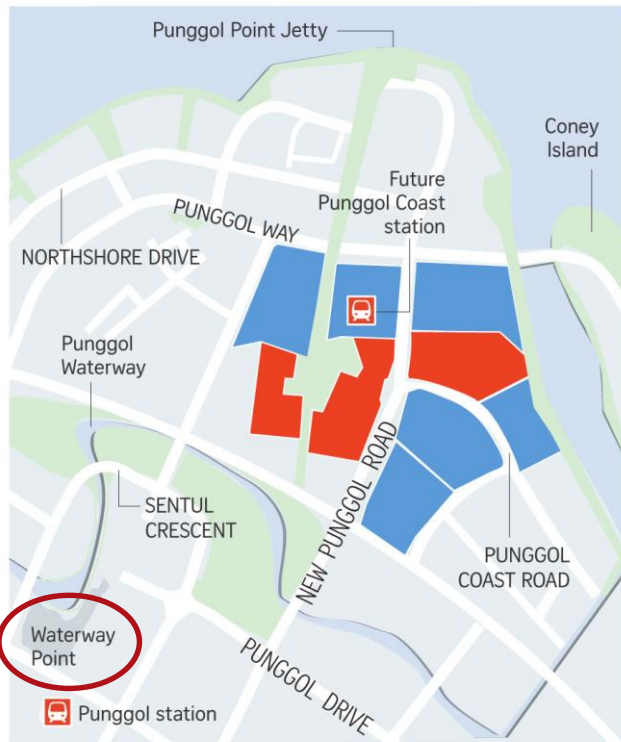 Punggol Point Jetty
Coney
Island
Future
Punggol Coast
station
PUNGGOL WAY
NORTHSHORE DRIVE
Punggol
Waterway
NEW PUNGGOL ROAD
SENTUL
CRESCENT
PUNGGOL
COAST ROAD
Waterway
Point
PUNGGOL DRIVE
Punggol station